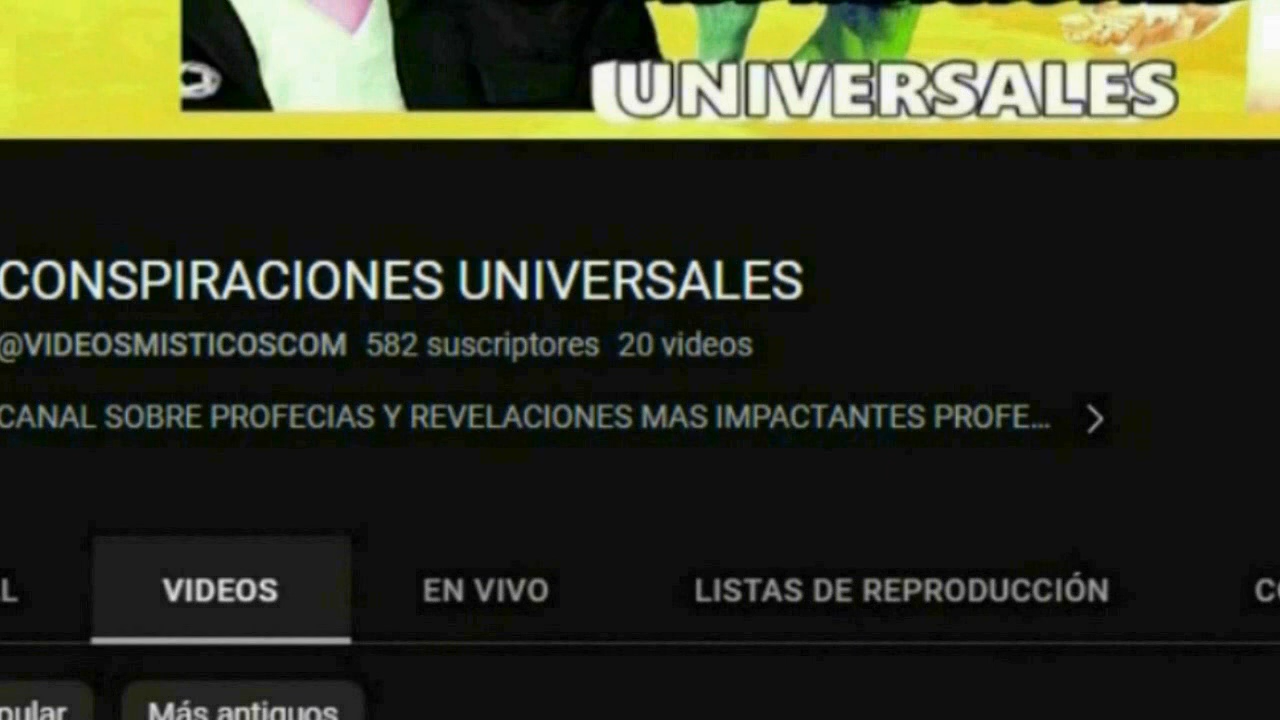 UNIVERSALES
CONSPIRACIONES UNIVERSALES
@VIDEOSMISTICOSCOM 582 suscriptores 20 videos
CANAL SOBRE PROFECIAS Y REVELACIONES MAS IMPACTANTES PROFE...
VIDEOS EN VIVO LISTAS DE REPRODUCCIÓN
Más antiguos